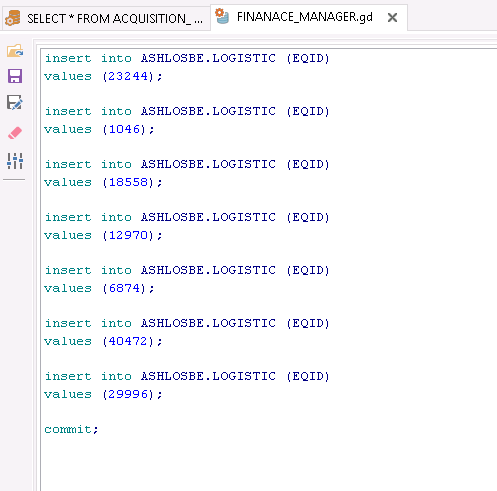 SELECT * FROM ACQUISITION_ ...
FINANACE_MANAGER.gd
insert into ASHLOSBE.LOGISTIC (EQID)
values (23244);
insert into ASHLOSBE.LOGISTIC (EQID)
values (1046);
insert into ASHLOSBE.LOGISTIC (EQID)
values (18558);
insert into ASHLOSBE.LOGISTIC (EQID)
values (12970);
insert into ASHLOSBE.LOGISTIC (EQID)
values (6874);
insert into ASHLOSBE.LOGISTIC (EQID)
values (40472);
insert into ASHLOSBE.LOGISTIC (EQID)
values (29996);
commit;